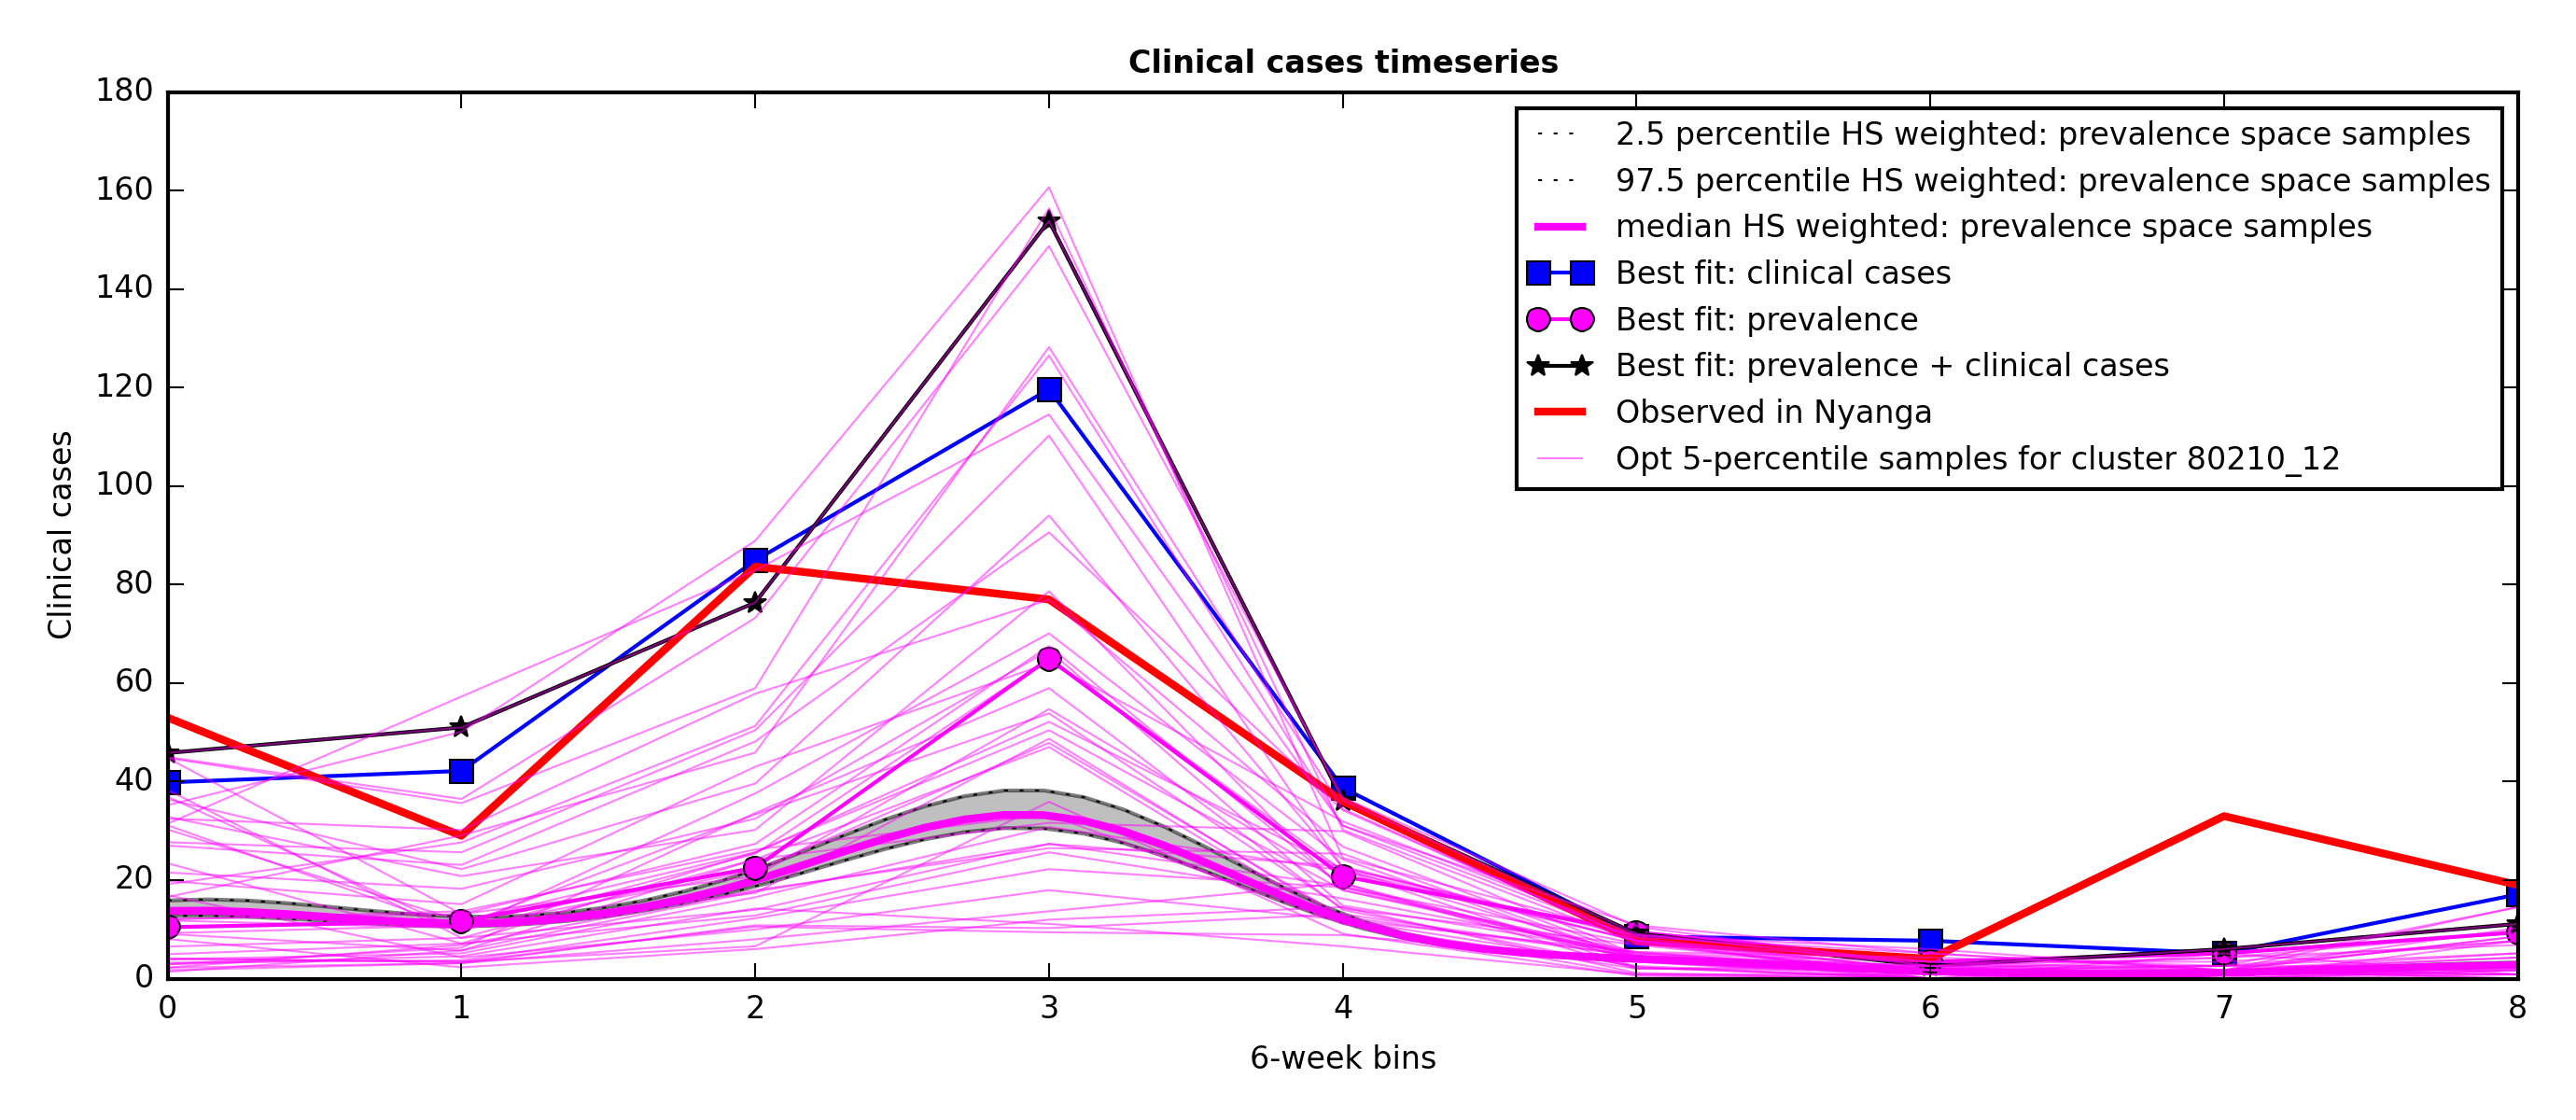 Clinical cases timeseries
180
160
140
120
100
80
60
40
20
0
Clinical cases
2.5 percentile HS weighted: prevalence space samples
97.5 percentile HS weighted: prevalence space samples
median HS weighted: prevalence space samples
Best fit: clinical cases
Best fit: prevalence
Best fit: prevalence + clinical cases
Observed in Nyanga
Opt 5-percentile samples for cluster 80210_12
0 1 2 3 4 5 6 7 8
6-week bins